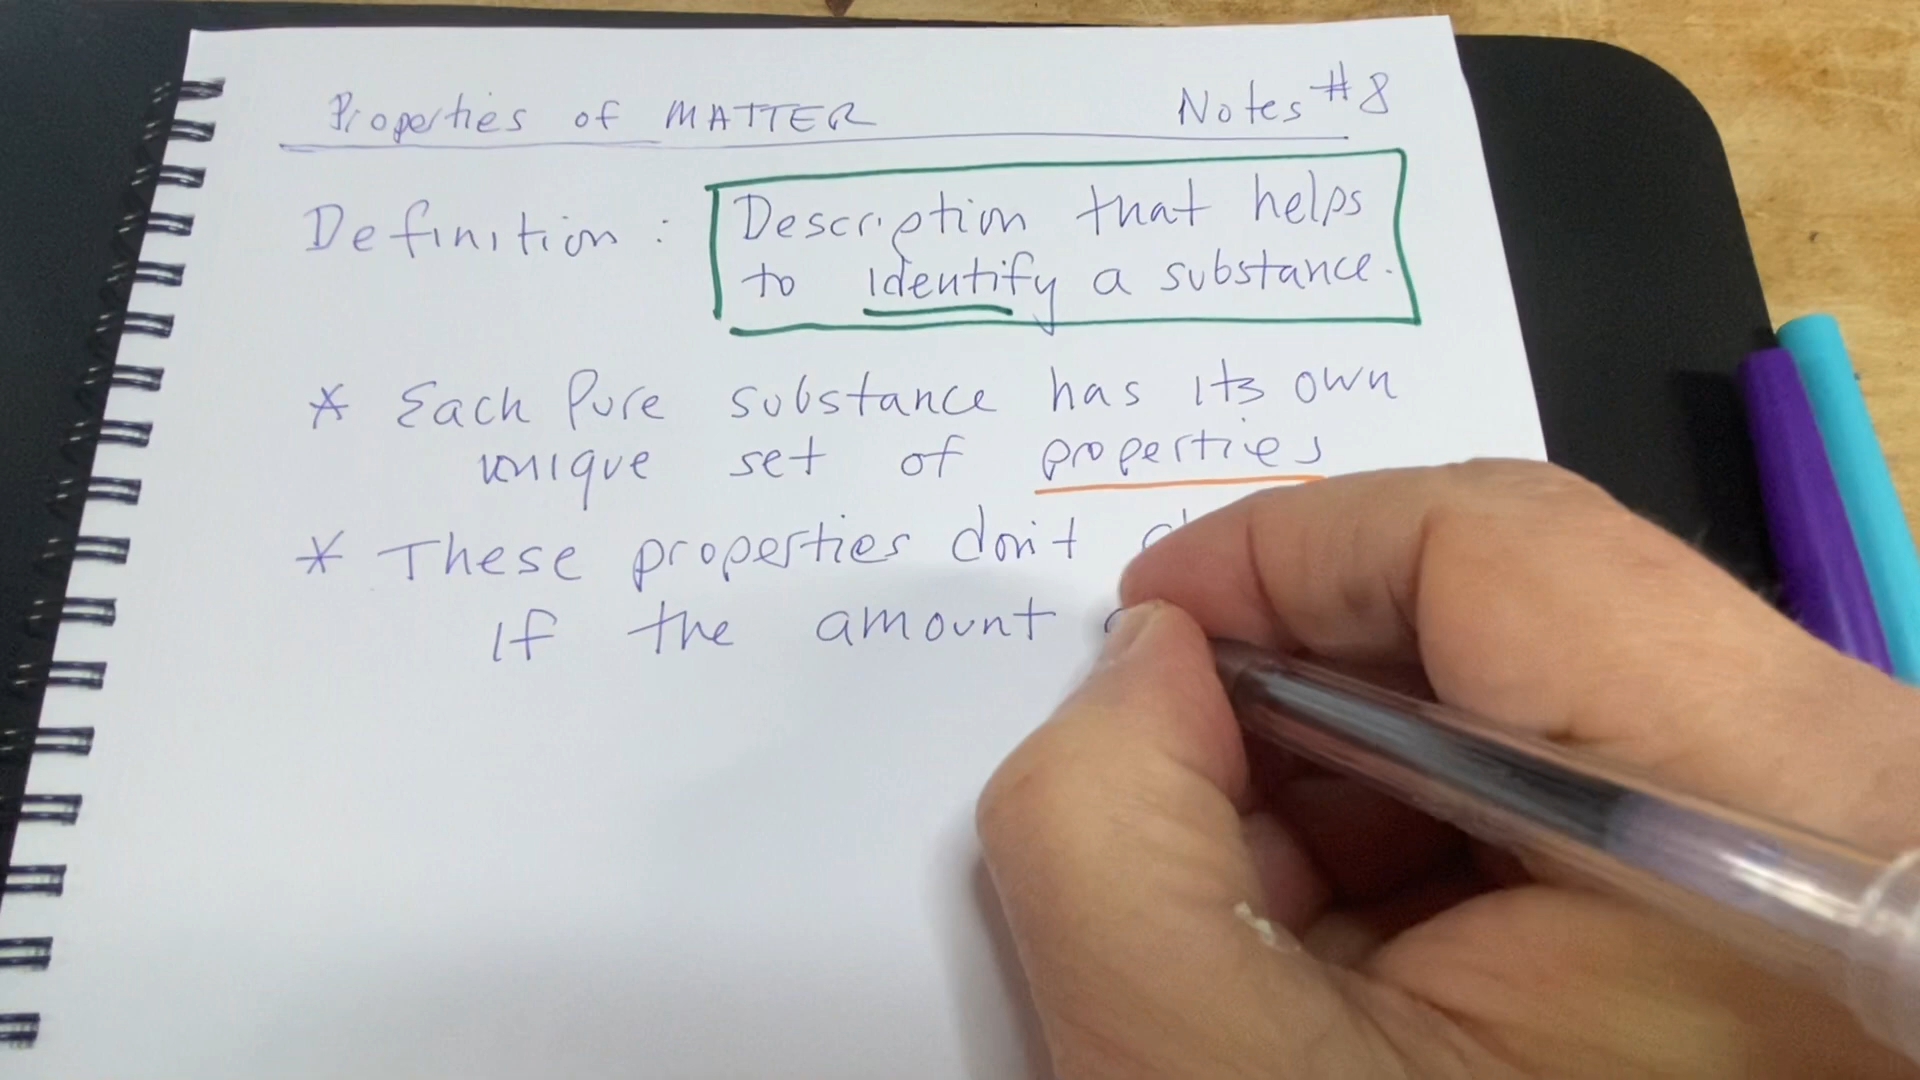 Properties of MATTER Notes #8
Definition: Description that helps
to identify a substance.
* Each Pure substance has its own
unique set of properties
* These properties don't
If the amount